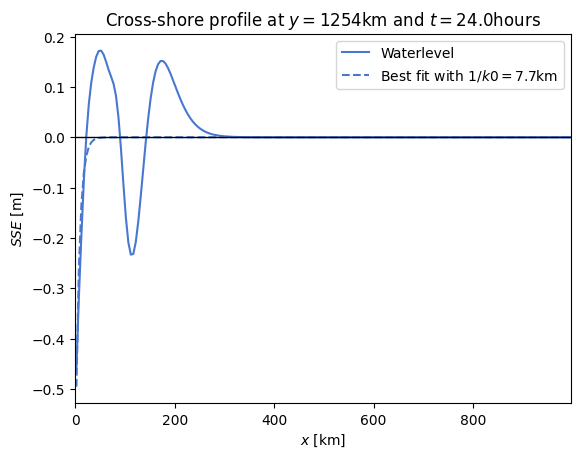 Cross-shore profile at y = 1254km and t = 24.0hours
Waterlevel
Best fit with 1/k0 = 7.7km
0.2
0.1
0.0
−0.1
−0.2
−0.3
−0.4
−0.5
SSE [m]
0 200 400 600 800
x [km]